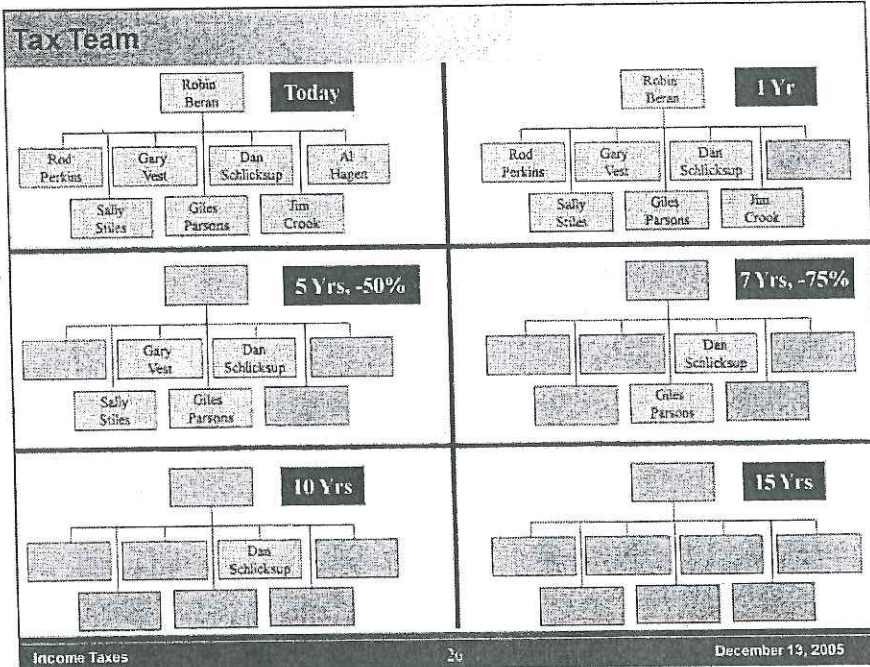 Tax Team
Robin
Beran
Today
Rod
Perkins
Gary
Vest
Dan
Schlicksup
Al
Hagen
Sally
Stiles
Giles
Parsons
Jim
Crook
Robin
Beran
1 Yr
Rod
Perkins
Gary
Vest
Dan
Schlicksup
Sally
Stiles
Giles
Parsons
Jim
Crook
5 Yrs, -50%
Gary
Vest
Dan
Schlicksup
Sally
Stiles
Giles
Parsons
7 Yrs, -75%
Dan
Schlicksup
Giles
Parsons
10 Yrs
Dan
Schlicksup
15 Yrs
Income Taxes
26
December 13, 2005